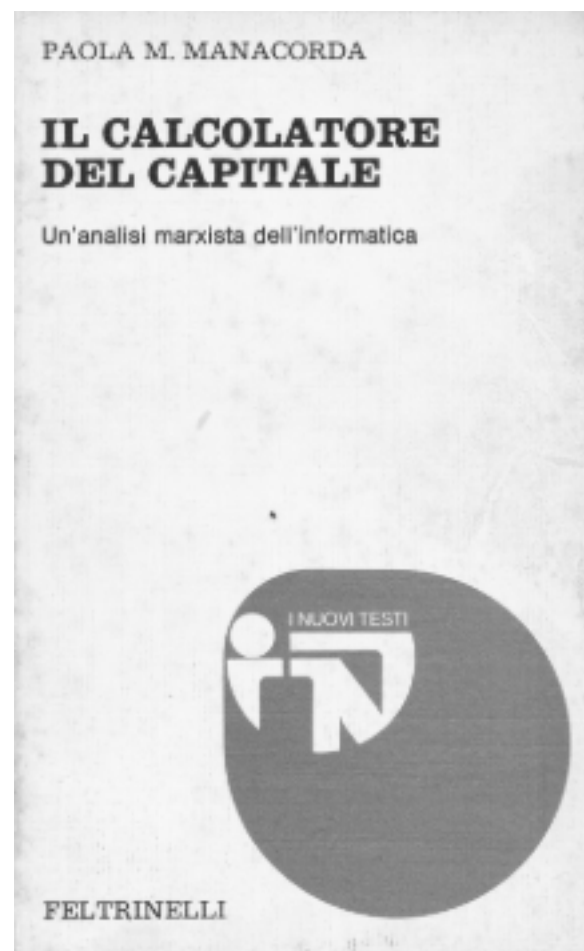 PAOLA M. MANACORDA
IL CALCOLATORE
DEL CAPITALE
Un'analisi marxista dell'informatica
I NUOVI TESTI
FELTRINELLI